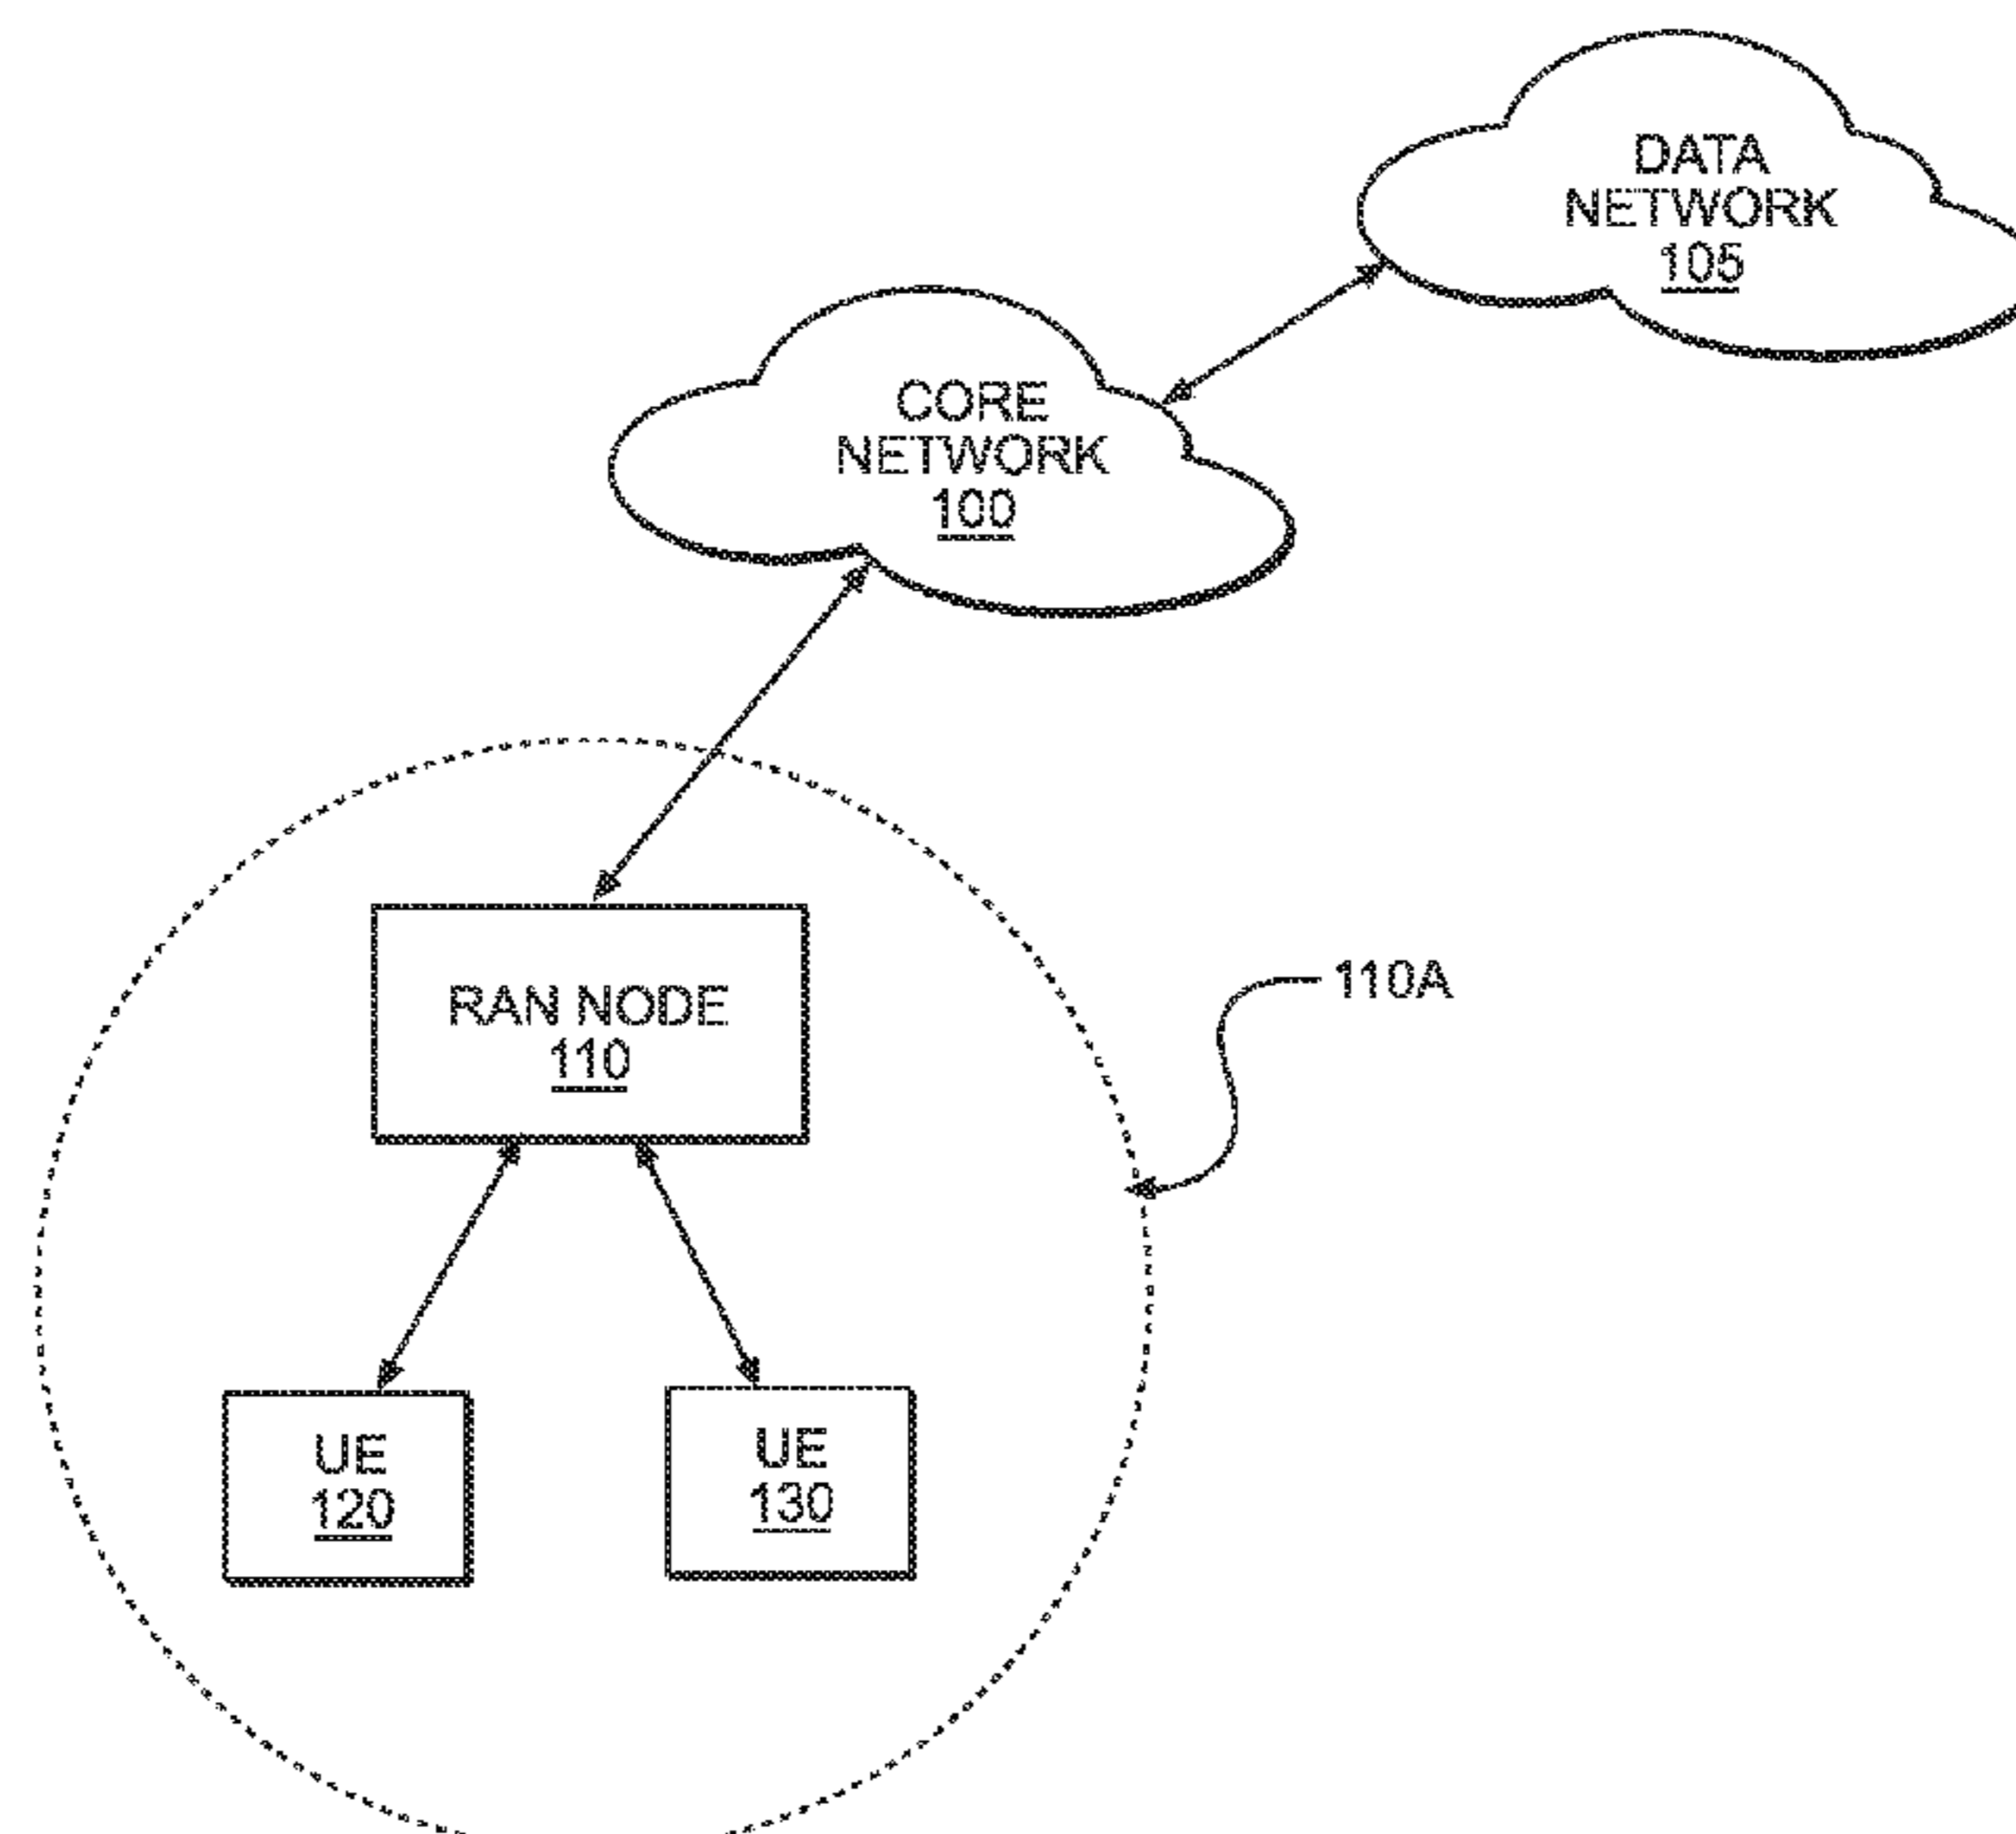 DATA
NETWORK
105
CORE
NETWORK
100
RAN NODE
110
110A
UE
120
UE
130